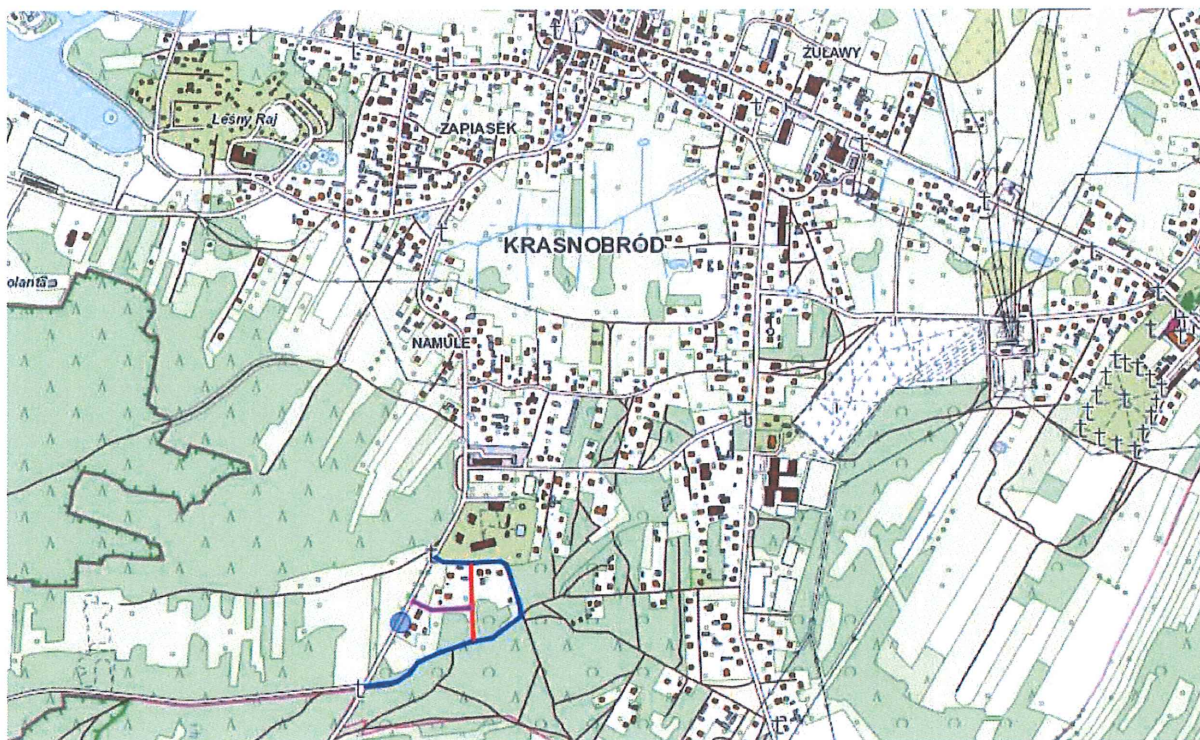 ŻUŁAWY
Leśny Raj
ZAPIASEK
KRASNOBRÓD
olanta
NAMULE